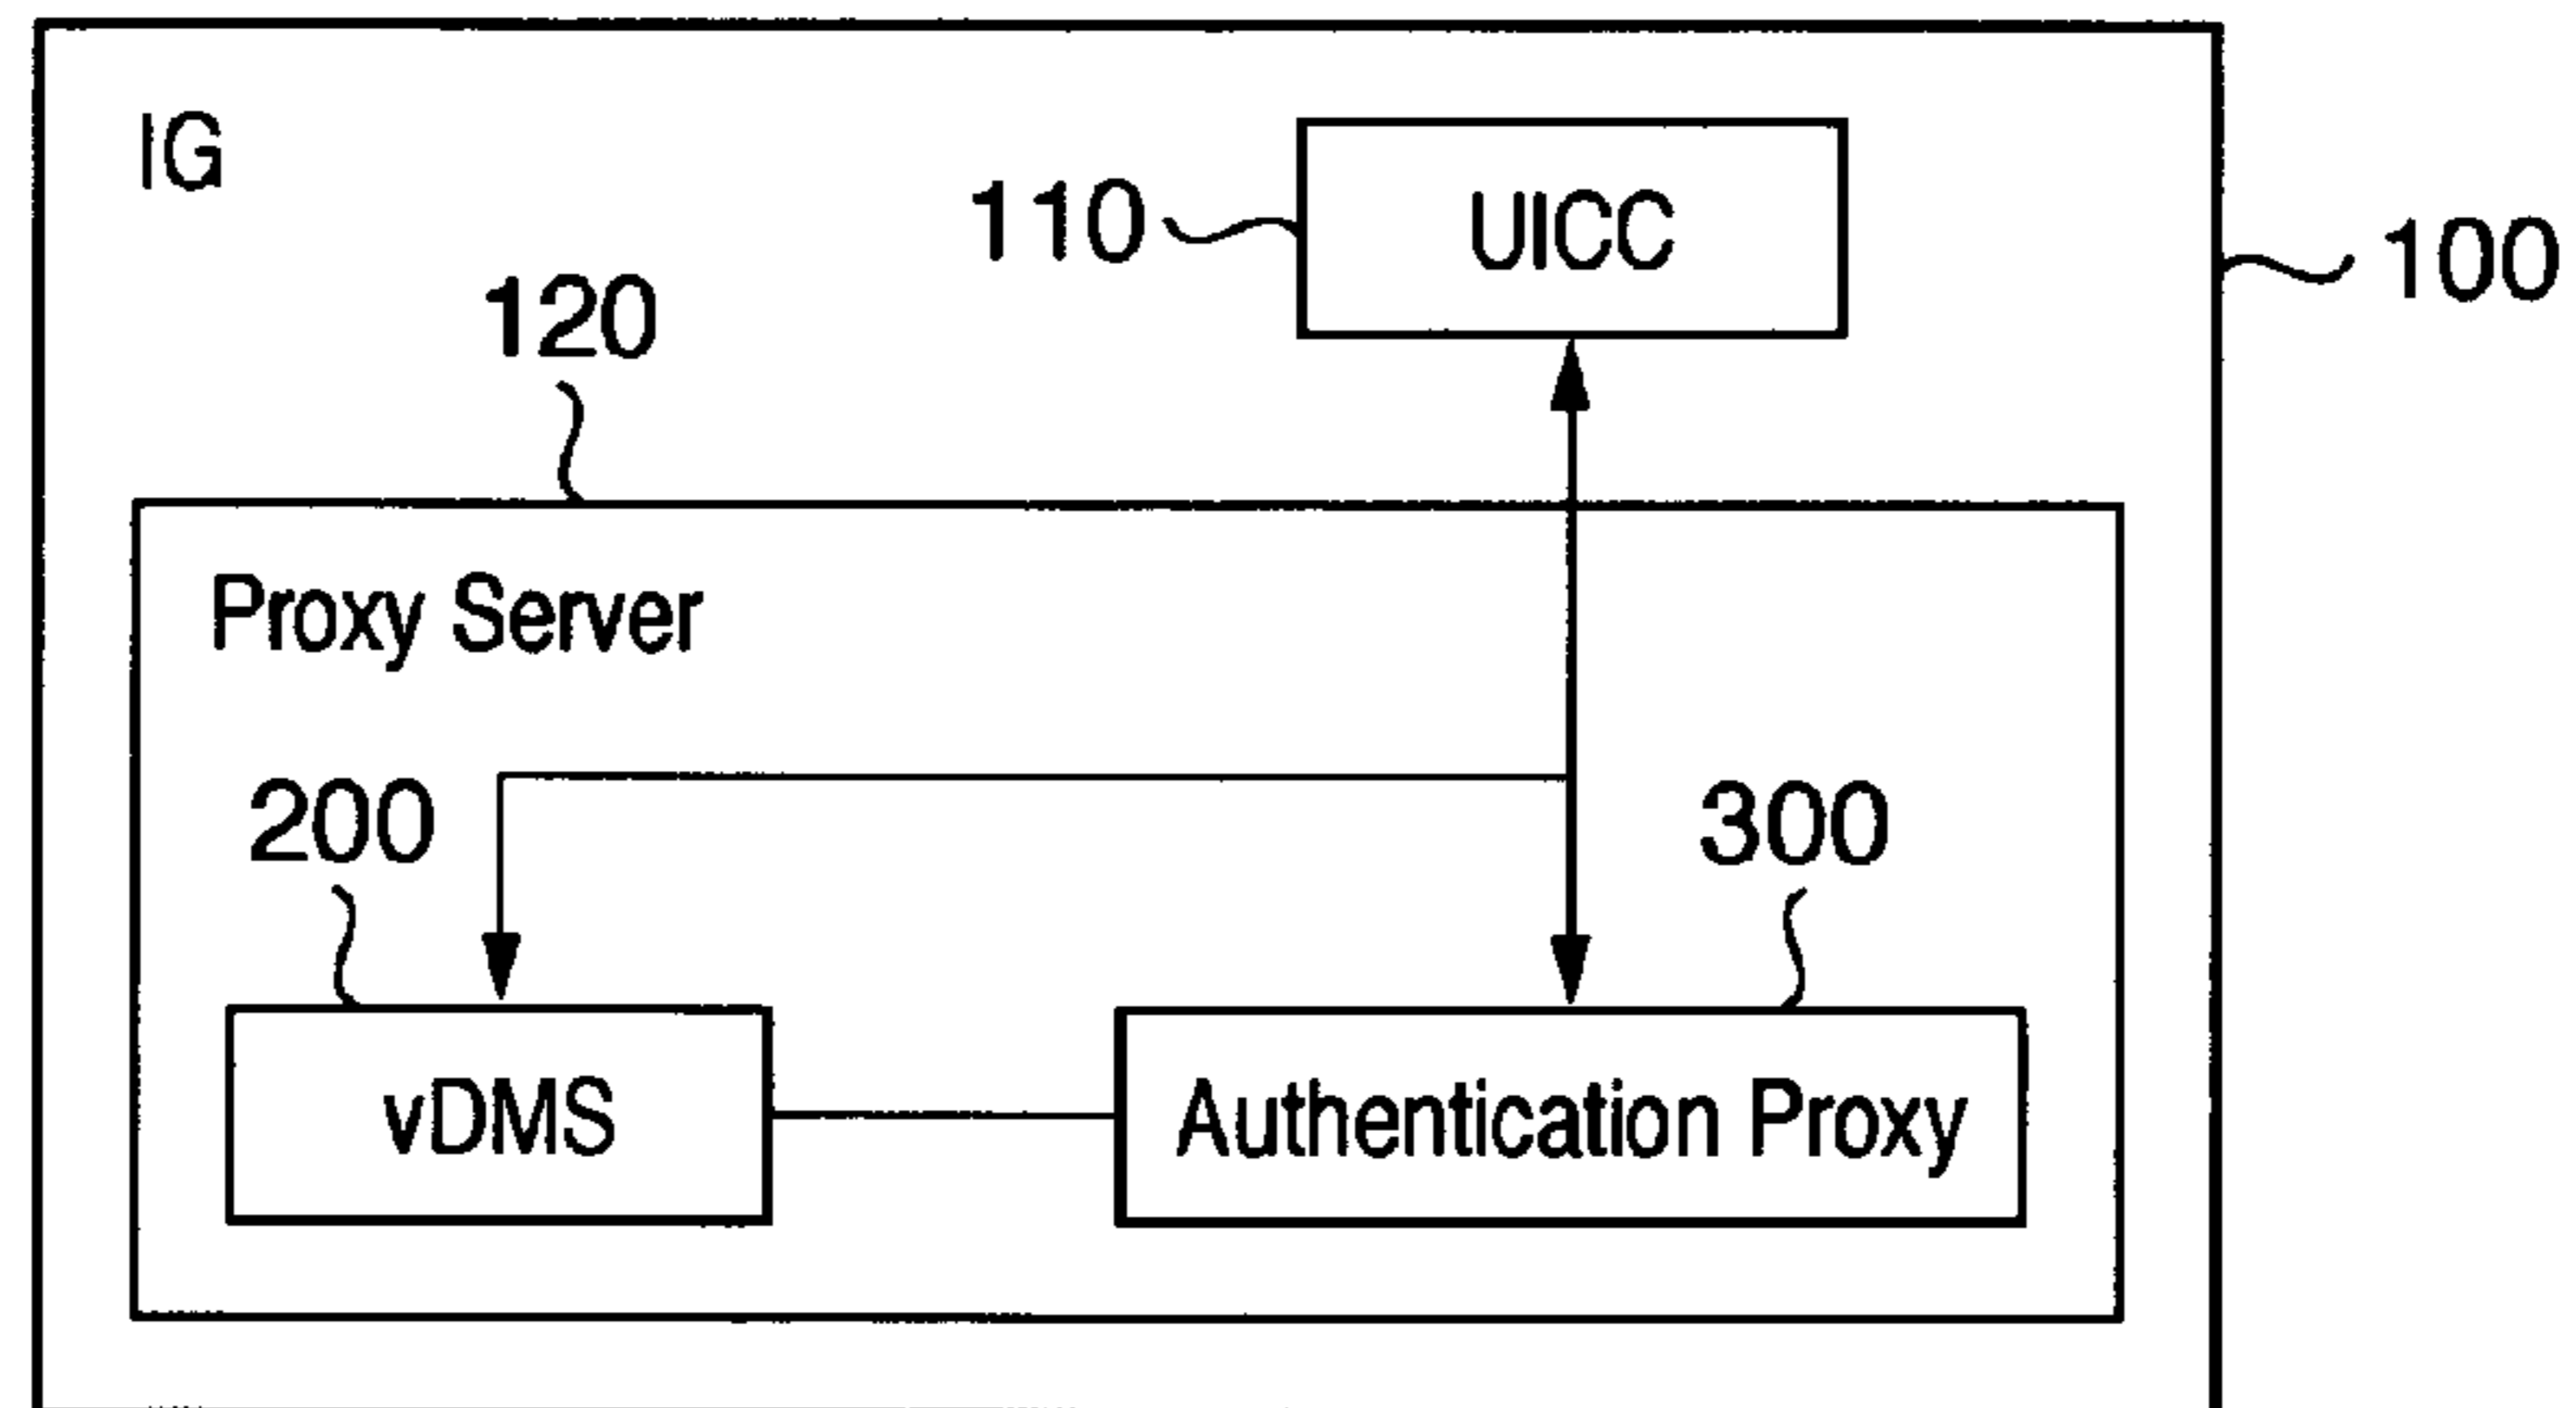 IG
UICC
110
100
120
Proxy Server
200
300
vDMS
Authentication Proxy